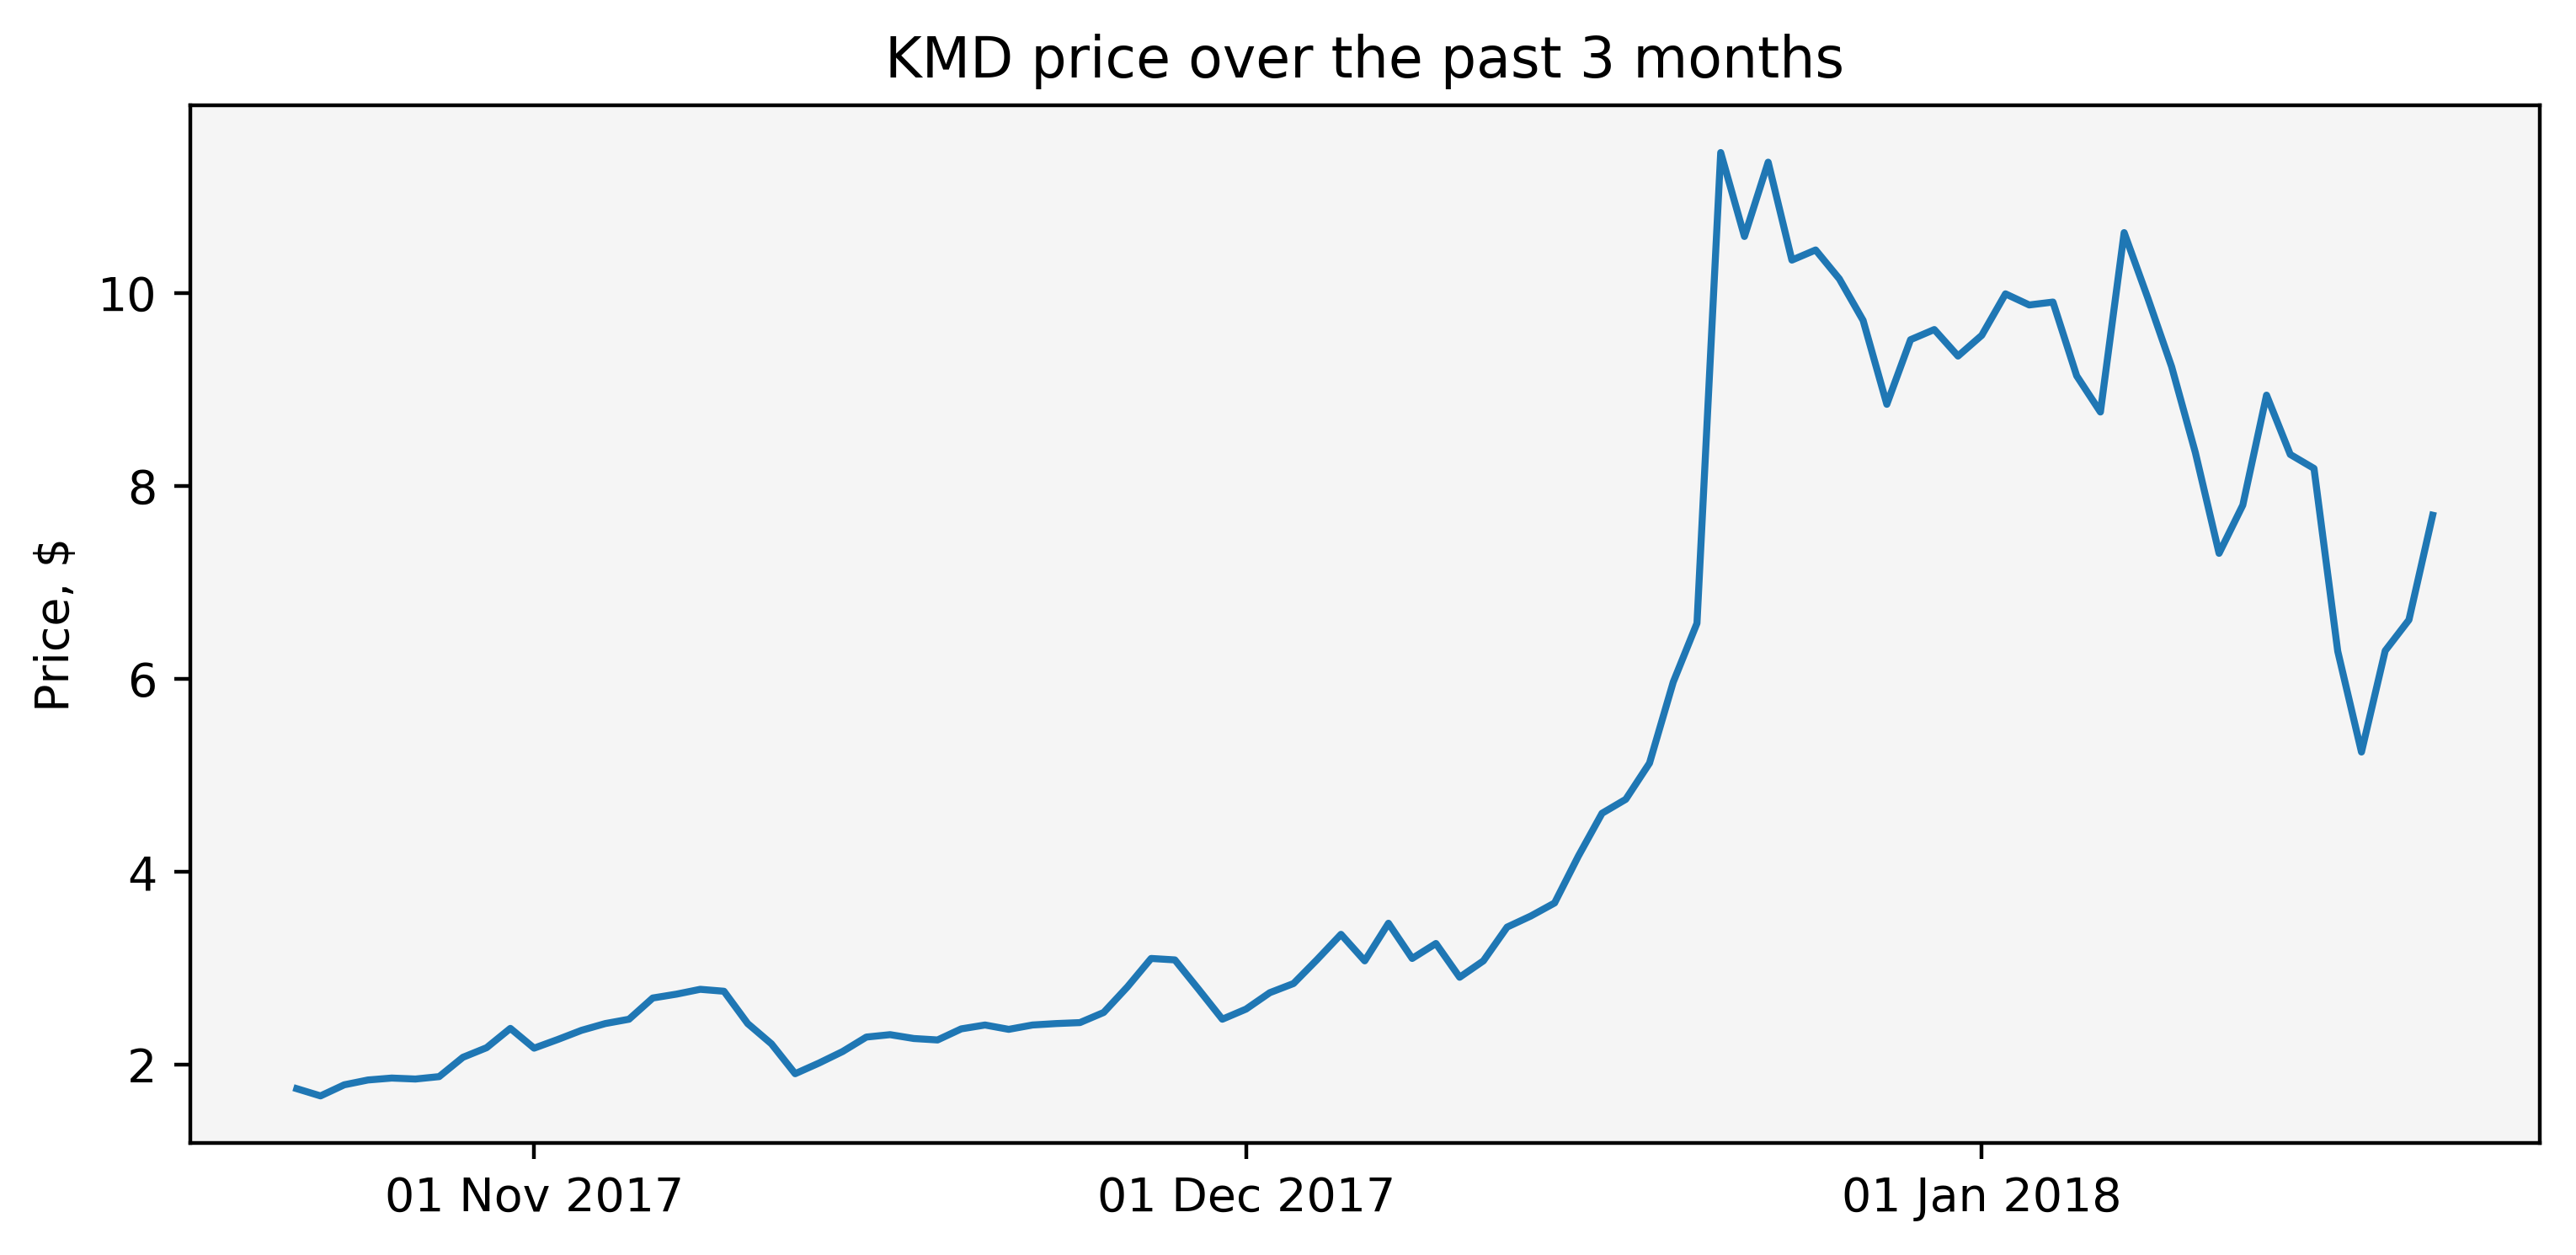 KMD price over the past 3 months
Price, $
10
8
6
4
2
01 Nov 2017
01 Dec 2017
01 Jan 2018